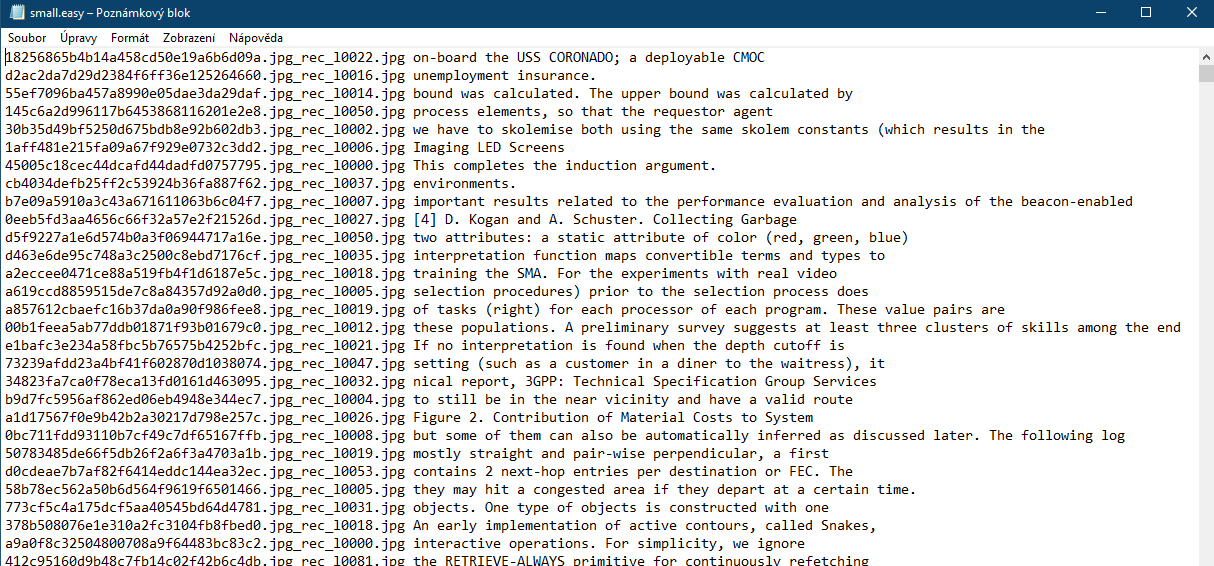 small.easy – Poznámkový blok
Soubor Úpravy Formát Zobrazení Nápověda
18256865b4b14a458cd50e19a6b6d09a.jpg_rec_l0022.jpg on-board the USS CORONADO; a deployable CMOC
d2ac2da7d29d2384f6ff36e125264660.jpg_rec_l0016.jpg unemployment insurance.
55ef7096ba457a8990e05dae3da29daf.jpg_rec_l0014.jpg bound was calculated. The upper bound was calculated by
145c6a2d996117b6453868116201e2e8.jpg_rec_l0050.jpg process elements, so that the requestor agent
30b35d49bf5250d675bdb8e92b602db3.jpg_rec_l0002.jpg we have to skolemise both using the same skolem constants (which results in the
1aff481e215fa09a67f929e0732c3dd2.jpg_rec_l0006.jpg Imaging LED Screens
45005c18cec44dcafd44dadfd0757795.jpg_rec_l0000.jpg This completes the induction argument.
cb4034defb25ff2c53924b36fa887f62.jpg_rec_l0037.jpg environments.
b7e09a5910a3c43a671611063b6c04f7.jpg_rec_l0007.jpg important results related to the performance evaluation and analysis of the beacon-enabled
0eeb5fd3aa4656c66f32a57e2f21526d.jpg_rec_l0027.jpg [4] D. Kogan and A. Schuster. Collecting Garbage
d5f9227a1e6d574b0a3f06944717a16e.jpg_rec_l0050.jpg two attributes: a static attribute of color (red, green, blue)
d463e6de95c748a3c2500c8ebd7176cf.jpg_rec_l0035.jpg interpretation function maps convertible terms and types to
a2eccee0471ce88a519fb4f1d6187e5c.jpg_rec_l0018.jpg training the SMA. For the experiments with real video
a619ccd8859515de7c8a84357d92a0d0.jpg_rec_l0005.jpg selection procedures) prior to the selection process does
a857612cbaefc16b37da0a90f986fee8.jpg_rec_l0019.jpg of tasks (right) for each processor of each program. These value pairs are
00b1feea5ab77ddb01871f93b01679c0.jpg_rec_l0012.jpg these populations. A preliminary survey suggests at least three clusters of skills among the end
e1bafc3e234a58fbc5b76575b4252bfc.jpg_rec_l0021.jpg If no interpretation is found when the depth cutoff is
73239afdd23a4bf41f602870d1038074.jpg_rec_l0047.jpg setting (such as a customer in a diner to the waitress), it
34823fa7ca0f78eca13fd0161d463095.jpg_rec_l0032.jpg nical report, 3GPP: Technical Specification Group Services
b9d7fc5956af862ed06eb4948e344ec7.jpg_rec_l0004.jpg to still be in the near vicinity and have a valid route
a1d17567f0e9b42b2a30217d798e257c.jpg_rec_l0026.jpg Figure 2. Contribution of Material Costs to System
0bc711fdd93110b7cf49c7df65167ffb.jpg_rec_l0008.jpg but some of them can also be automatically inferred as discussed later. The following log
50783485de66f5db26f2a6f3a4703a1b.jpg_rec_l0019.jpg mostly straight and pair-wise perpendicular, a first
d0cdeae7b7af82f6414eddc144ea32ec.jpg_rec_l0053.jpg contains 2 next-hop entries per destination or FEC. The
58b78ec562a50b6d564f9619f6501466.jpg_rec_l0005.jpg they may hit a congested area if they depart at a certain time.
773cf5c4a175dcf5aa40545bd64d4781.jpg_rec_l0031.jpg objects. One type of objects is constructed with one
378b508076e1e310a2fc3104fb8fbed0.jpg_rec_l0018.jpg An early implementation of active contours, called Snakes,
a9a0f8c32504800708a9f64483bc83c2.jpg_rec_l0000.jpg interactive operations. For simplicity, we ignore
412c95160d9b48c7fb14c02f42b6c4db.jpg_rec_l0081.jpg the RETRIEVE-ALWAYS primitive for continuously refetching